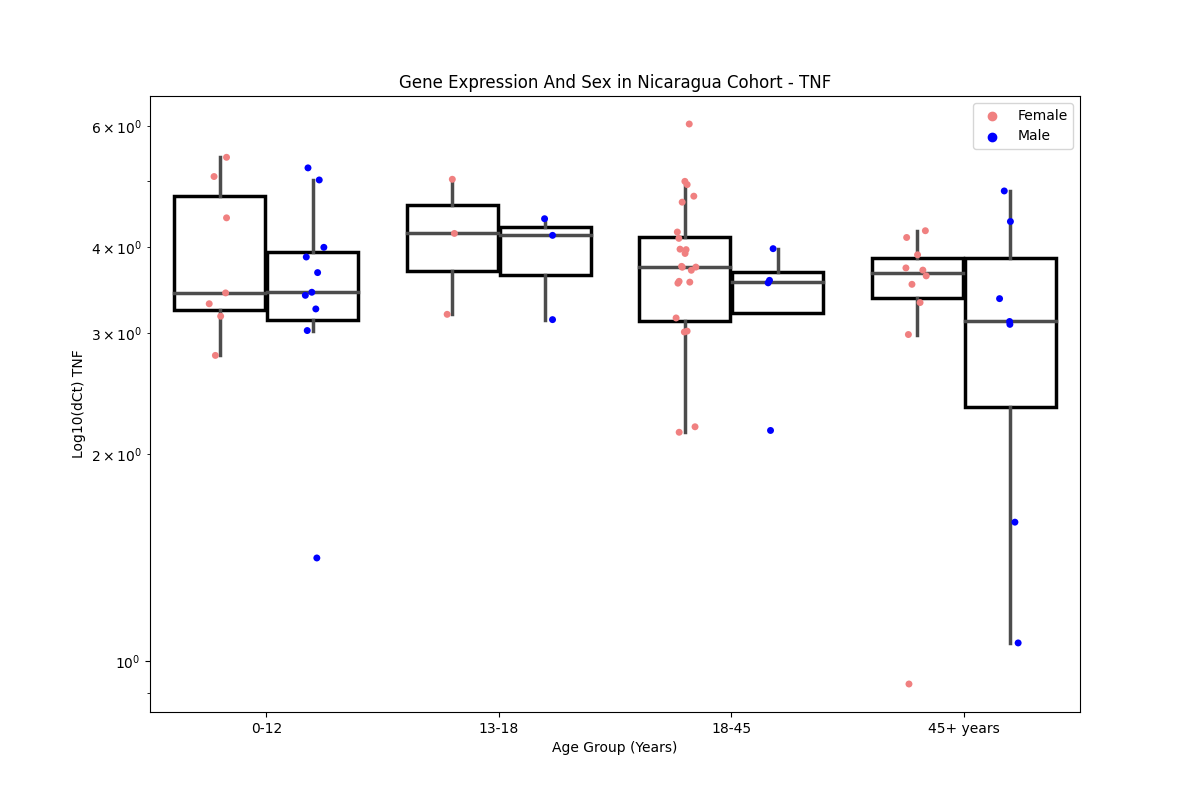 Gene Expression And Sex in Nicaragua Cohort - TNF
Female
Male
6 × 10⁰
4 × 10⁰
3 × 10⁰
2 × 10⁰
10⁰
Log10(dCt) TNF
0-12 13-18 18-45 45+ years
Age Group (Years)